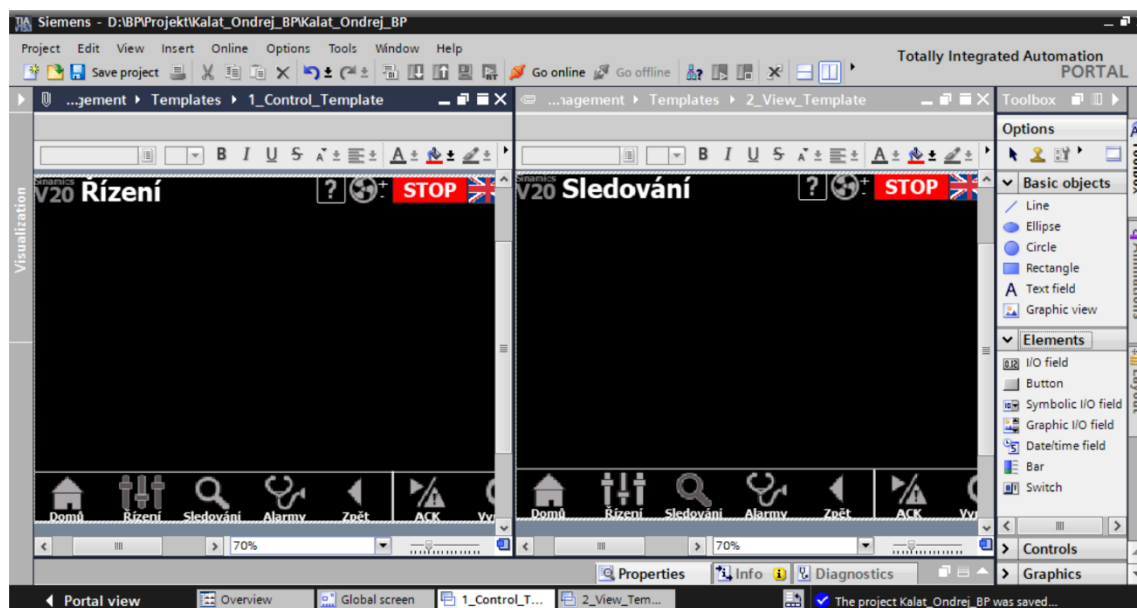 Siemens - D:\BP\Projekt\Kalat_Ondrej_BP\Kalat_Ondrej_BP
Project Edit View Insert Online Options Tools Window Help
Save project Go online Go offline
Totally Integrated Automation
PORTAL
...gement Templates 1_Control_Template
...nagement Templates 2_View_Template
Toolbox
Options
B I U S A
B I U S A
Sinamics
V20 Řízení ? STOP
Sinamics
V20 Sledování ? STOP
Visualization
Basic objects
Line
Ellipse
Circle
Rectangle
A Text field
Graphic view
Elements
I/O field
Button
Symbolic I/O field
Graphic I/O field
Date/time field
Bar
Switch
Domů Řízení Sledování Alarmy Zpět ACK
Domů Řízení Sledování Alarmy Zpět ACK
70%
70%
Controls
Graphics
Properties Info Diagnostics
Portal view Overview Global screen 1_Control_T... 2_View_Tem... The project Kalat_Ondrej_BP was saved...